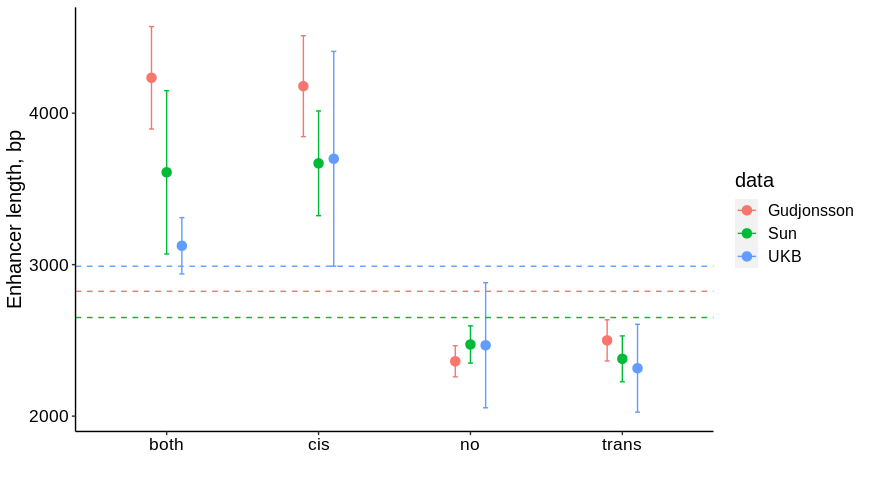 Enhancer length, bp
4000
3000
2000
both cis no trans
data
Gudjonsson
Sun
UKB